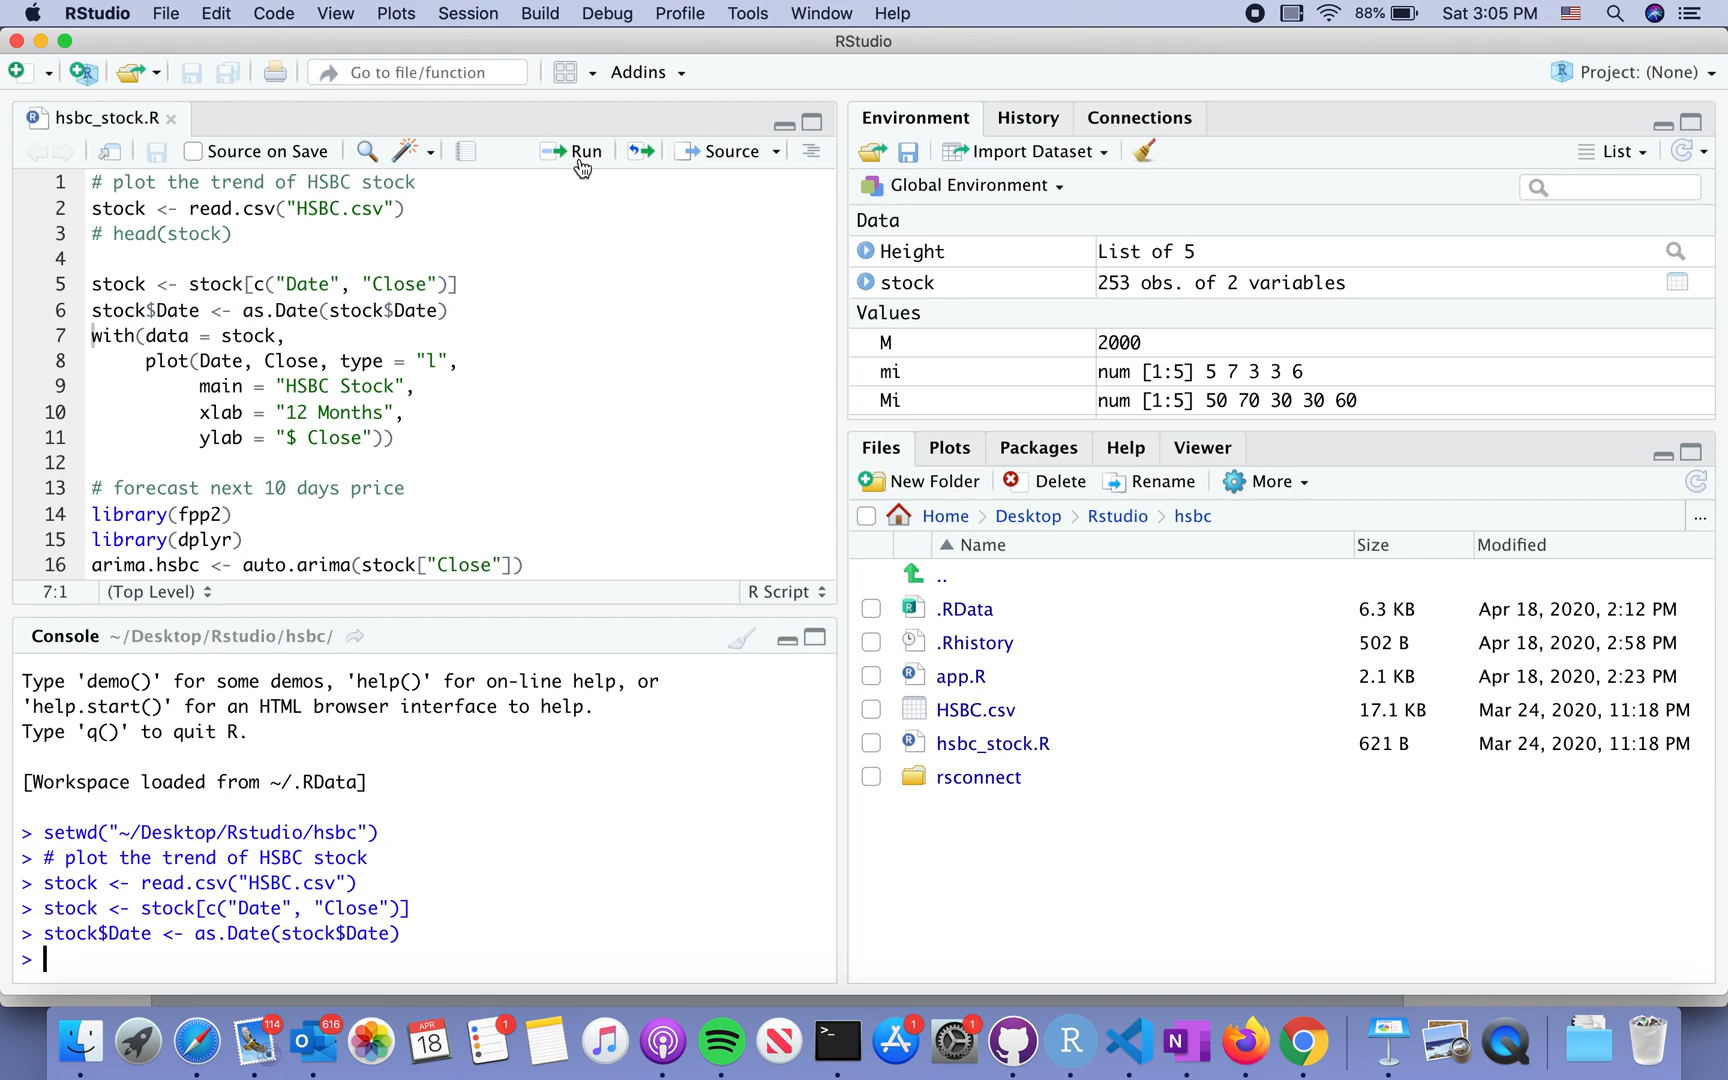 RStudio File Edit Code View Plots Session Build Debug Profile Tools Window Help 88% Sat 3:05 PM
RStudio
Go to file/function Addins Project: (None)
hsbc_stock.R
Source on Save Run Source
1 # plot the trend of HSBC stock
2 stock <- read.csv("HSBC.csv")
3 # head(stock)
4
5 stock <- stock[c("Date", "Close")]
6 stock$Date <- as.Date(stock$Date)
7 with(data = stock,
8 plot(Date, Close, type = "l",
9 main = "HSBC Stock",
10 xlab = "12 Months",
11 ylab = "$ Close"))
12
13 # forecast next 10 days price
14 library(fpp2)
15 library(dplyr)
16 arima.hsbc <- auto.arima(stock["Close"])
7:1 (Top Level) R Script
Console ~/Desktop/Rstudio/hsbc/
Type 'demo()' for some demos, 'help()' for on-line help, or
'help.start()' for an HTML browser interface to help.
Type 'q()' to quit R.
[Workspace loaded from ~/.RData]
> setwd("~/Desktop/Rstudio/hsbc")
> # plot the trend of HSBC stock
> stock <- read.csv("HSBC.csv")
> stock <- stock[c("Date", "Close")]
> stock$Date <- as.Date(stock$Date)
>
Environment History Connections
Import Dataset List
Global Environment
Data
Height List of 5
stock 253 obs. of 2 variables
Values
M 2000
mi num [1:5] 5 7 3 3 6
Mi num [1:5] 50 70 30 30 60
Files Plots Packages Help Viewer
New Folder Delete Rename More
Home Desktop Rstudio hsbc ...
Name Size Modified
..
.RData 6.3 KB Apr 18, 2020, 2:12 PM
.Rhistory 502 B Apr 18, 2020, 2:58 PM
app.R 2.1 KB Apr 18, 2020, 2:23 PM
HSBC.csv 17.1 KB Mar 24, 2020, 11:18 PM
hsbc_stock.R 621 B Mar 24, 2020, 11:18 PM
rsconnect
114 616 APR 18 1 1 1